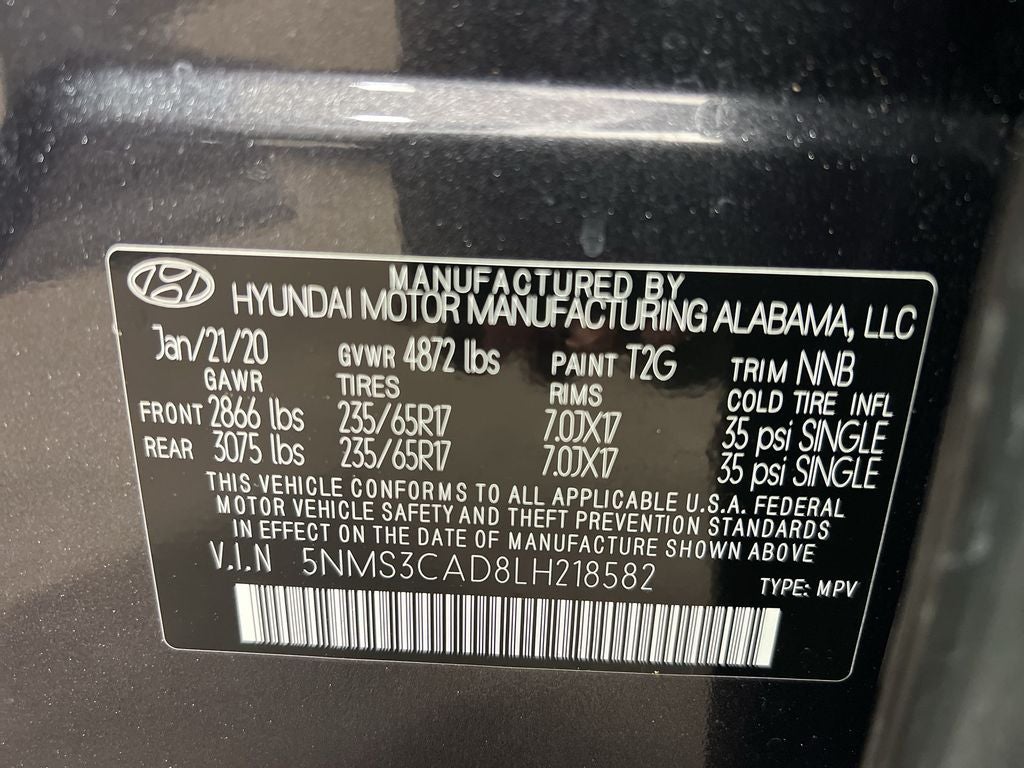 MANUFACTURED BY
HYUNDAI MOTOR MANUFACTURING ALABAMA, LLC
Jan/21/20 GVWR 4872 lbs PAINT T2G TRIM NNB
GAWR TIRES RIMS COLD TIRE INFL
FRONT 2866 lbs 235/65R17 7.0JX17 35 psi SINGLE
REAR 3075 lbs 235/65R17 7.0JX17 35 psi SINGLE
THIS VEHICLE CONFORMS TO ALL APPLICABLE U.S.A. FEDERAL
MOTOR VEHICLE SAFETY AND THEFT PREVENTION STANDARDS
IN EFFECT ON THE DATE OF MANUFACTURE SHOWN ABOVE
V.I.N 5NMS3CAD8LH218582 TYPE: MPV